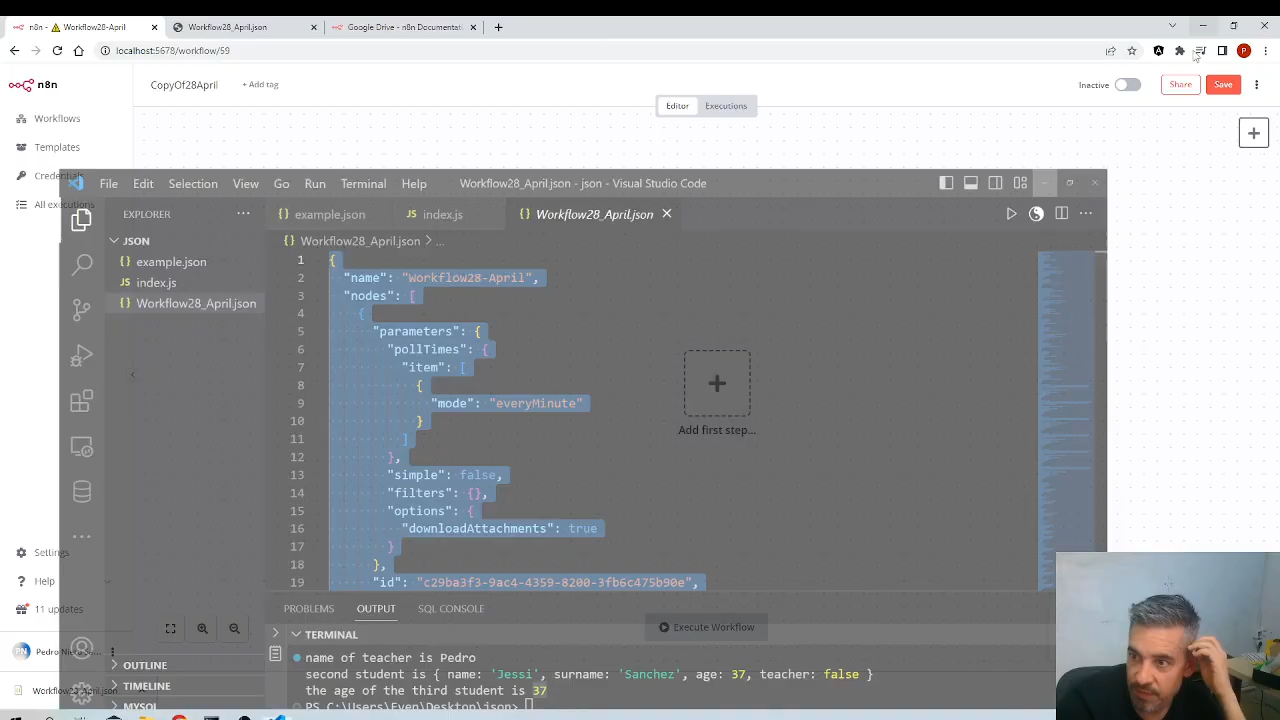 n8n - ⚠ Workflow28-April
Workflow28_April.json
Google Drive - n8n Documentat
localhost:5678/workflow/59
P
n8n
CopyOf28April
+ Add tag
Inactive
Share
Save
Editor
Executions
Workflows
Templates
All executions
File Edit Selection View Go Run Terminal Help
Workflow28_April.json - json - Visual Studio Code
EXPLORER
example.json
index.js
Workflow28_April.json
JSON
example.json
index.js
Workflow28_April.json
Workflow28_April.json > ...
1 {
2 "name": "Workflow28-April",
3 "nodes": [
4 {
5 "parameters": {
6 "pollTimes": {
7 "item": [
8 {
9 "mode": "everyMinute"
10 }
11 ]
12 },
13 "simple": false,
14 "filters": {},
15 "options": {
16 "downloadAttachments": true
17 }
18 },
19 "id": "c29ba3f3-9ac4-4359-8200-3fb6c475b90e",
Add first step...
Settings
Help
11 updates
PN
Workflow28_April.json
OUTLINE
TIMELINE
MYSQL
PROBLEMS
OUTPUT
SQL CONSOLE
Execute Workflow
TERMINAL
name of teacher is Pedro
second student is { name: 'Jessi', surname: 'Sanchez', age: 37, teacher: false }
the age of the third student is 37
PS C:\Users\Even\Desktop\json>